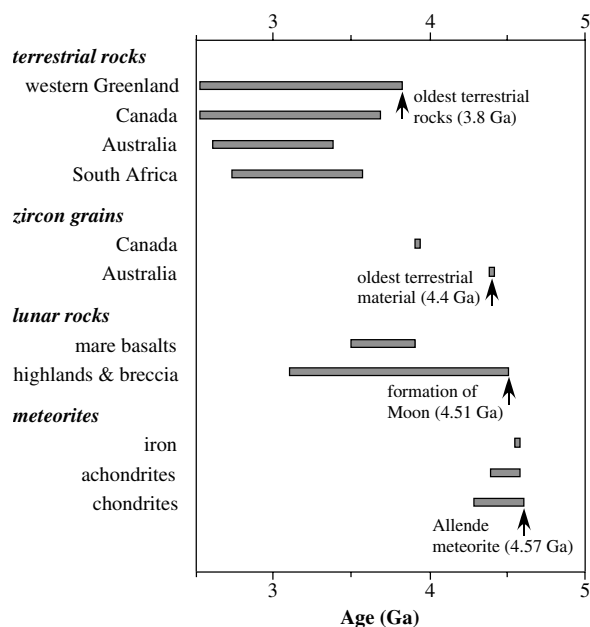 3 4 5
terrestrial rocks
western Greenland
oldest terrestrial
rocks (3.8 Ga)
Canada
Australia
South Africa
zircon grains
Canada
Australia
oldest terrestrial
material (4.4 Ga)
lunar rocks
mare basalts
highlands & breccia
formation of
Moon (4.51 Ga)
meteorites
iron
achondrites
chondrites
Allende
meteorite (4.57 Ga)
3 4 5
Age (Ga)